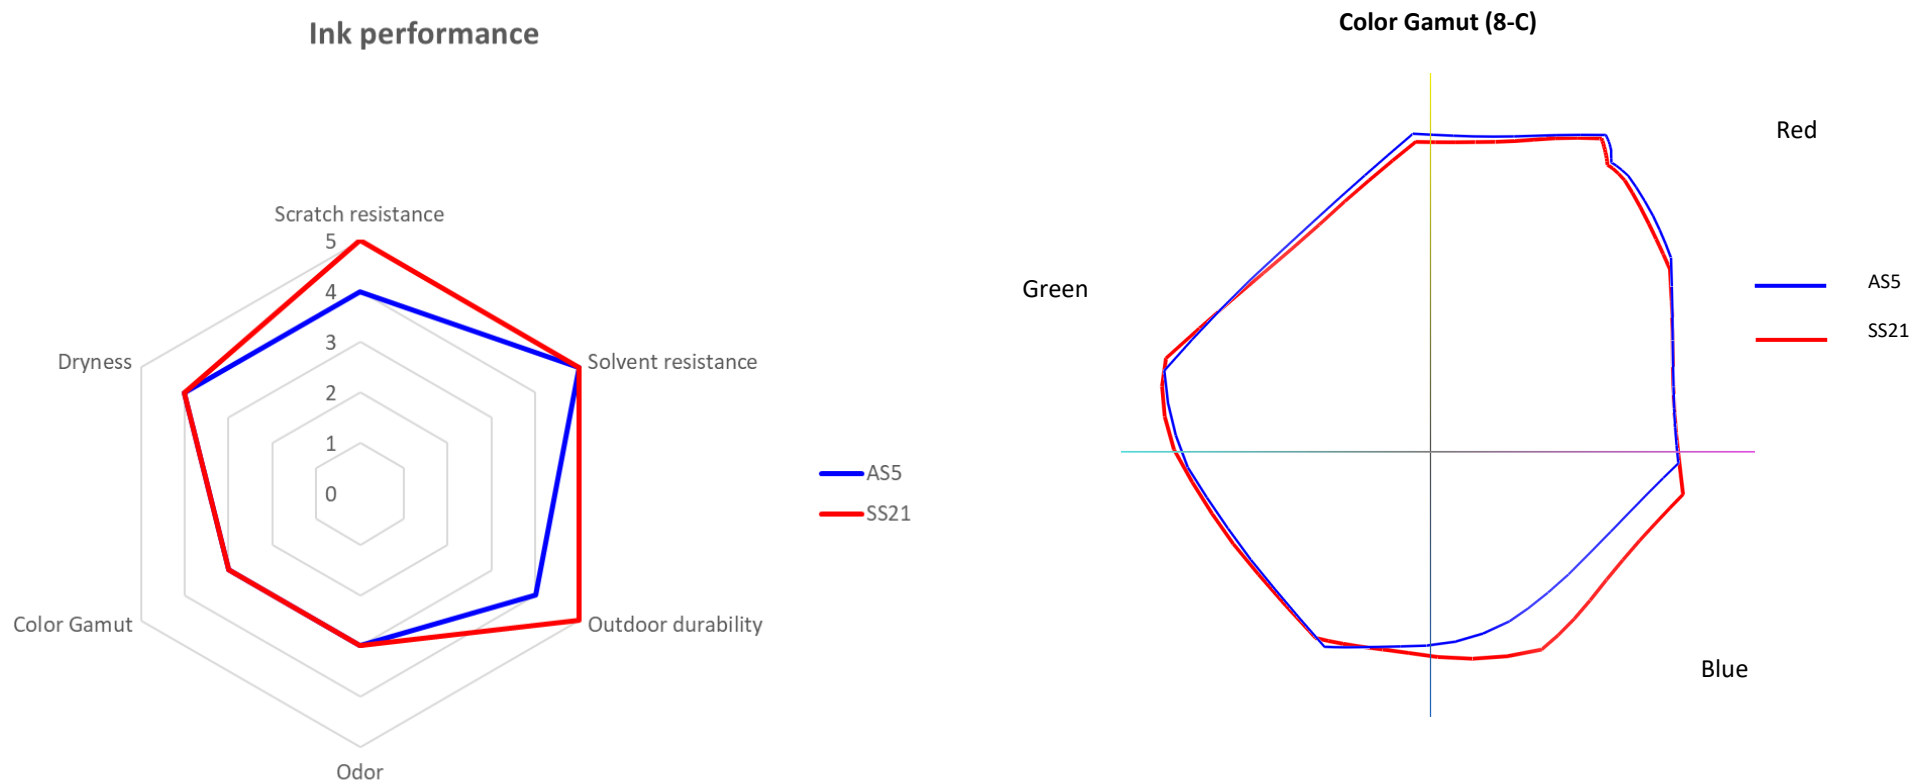 Ink performance
Scratch resistance
5
4
3
2
1
0
Dryness
Solvent resistance
Color Gamut
Outdoor durability
Odor
AS5
SS21
Color Gamut (8-C)
Red
Green
Blue
AS5
SS21